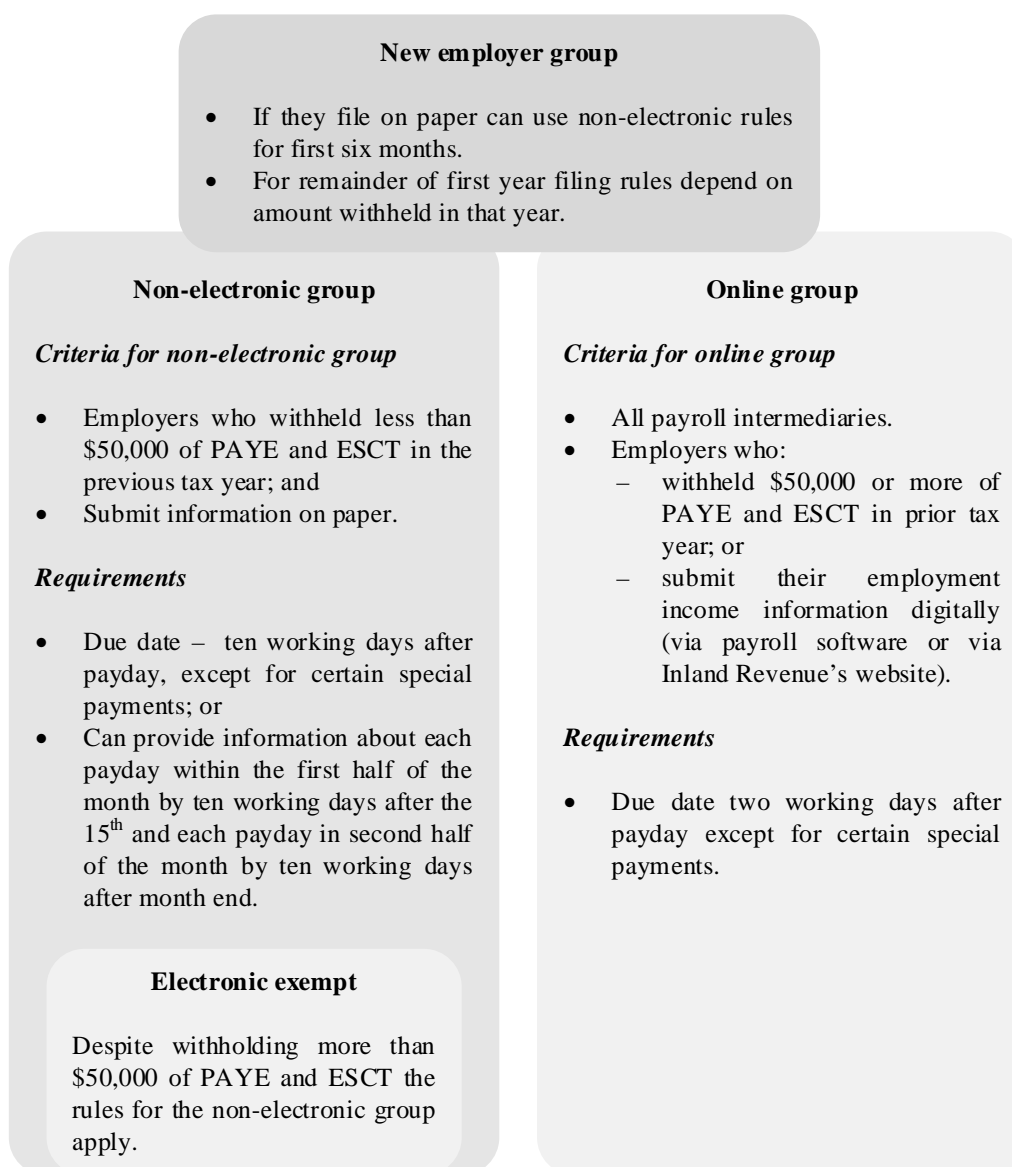 New employer group
• If they file on paper can use non-electronic rules
for first six months.
• For remainder of first year filing rules depend on
amount withheld in that year.
Non-electronic group
Criteria for non-electronic group
• Employers who withheld less than
$50,000 of PAYE and ESCT in the
previous tax year; and
• Submit information on paper.
Requirements
• Due date – ten working days after
payday, except for certain special
payments; or
• Can provide information about each
payday within the first half of the
month by ten working days after the
15th and each payday in second half
of the month by ten working days
after month end.
Electronic exempt
Despite withholding more than
$50,000 of PAYE and ESCT the
rules for the non-electronic group
apply.
Online group
Criteria for online group
• All payroll intermediaries.
• Employers who:
– withheld $50,000 or more of
PAYE and ESCT in prior tax
year; or
– submit their employment
income information digitally
(via payroll software or via
Inland Revenue’s website).
Requirements
• Due date two working days after
payday except for certain special
payments.